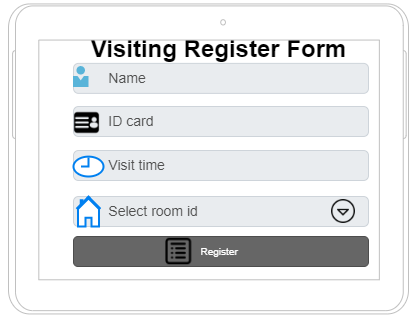 Visiting Register Form
Name
ID card
Visit time
Select room id
Register